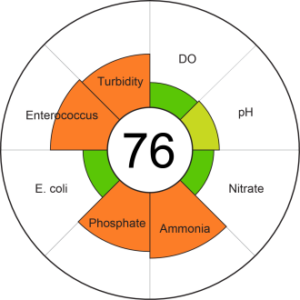 Turbidity
DO
Enterococcus
pH
76
E. coli
Nitrate
Phosphate
Ammonia